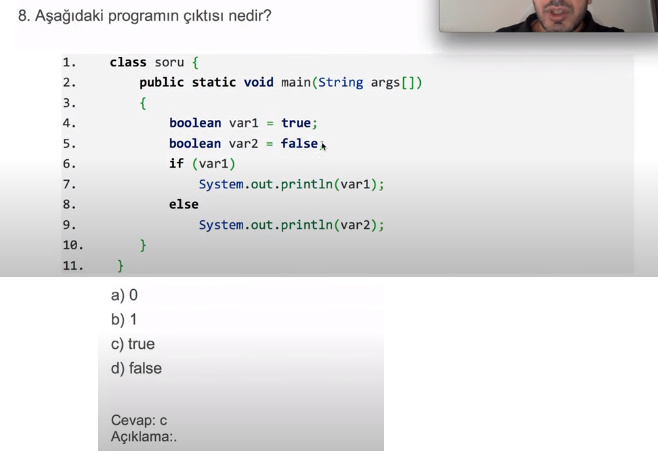 8. Aşağıdaki programın çıktısı nedir?
1. class soru {
2. public static void main(String args[])
3. {
4. boolean var1 = true;
5. boolean var2 = false;
6. if (var1)
7. System.out.println(var1);
8. else
9. System.out.println(var2);
10. }
11. }
a) 0
b) 1
c) true
d) false
Cevap: c
Açıklama:.